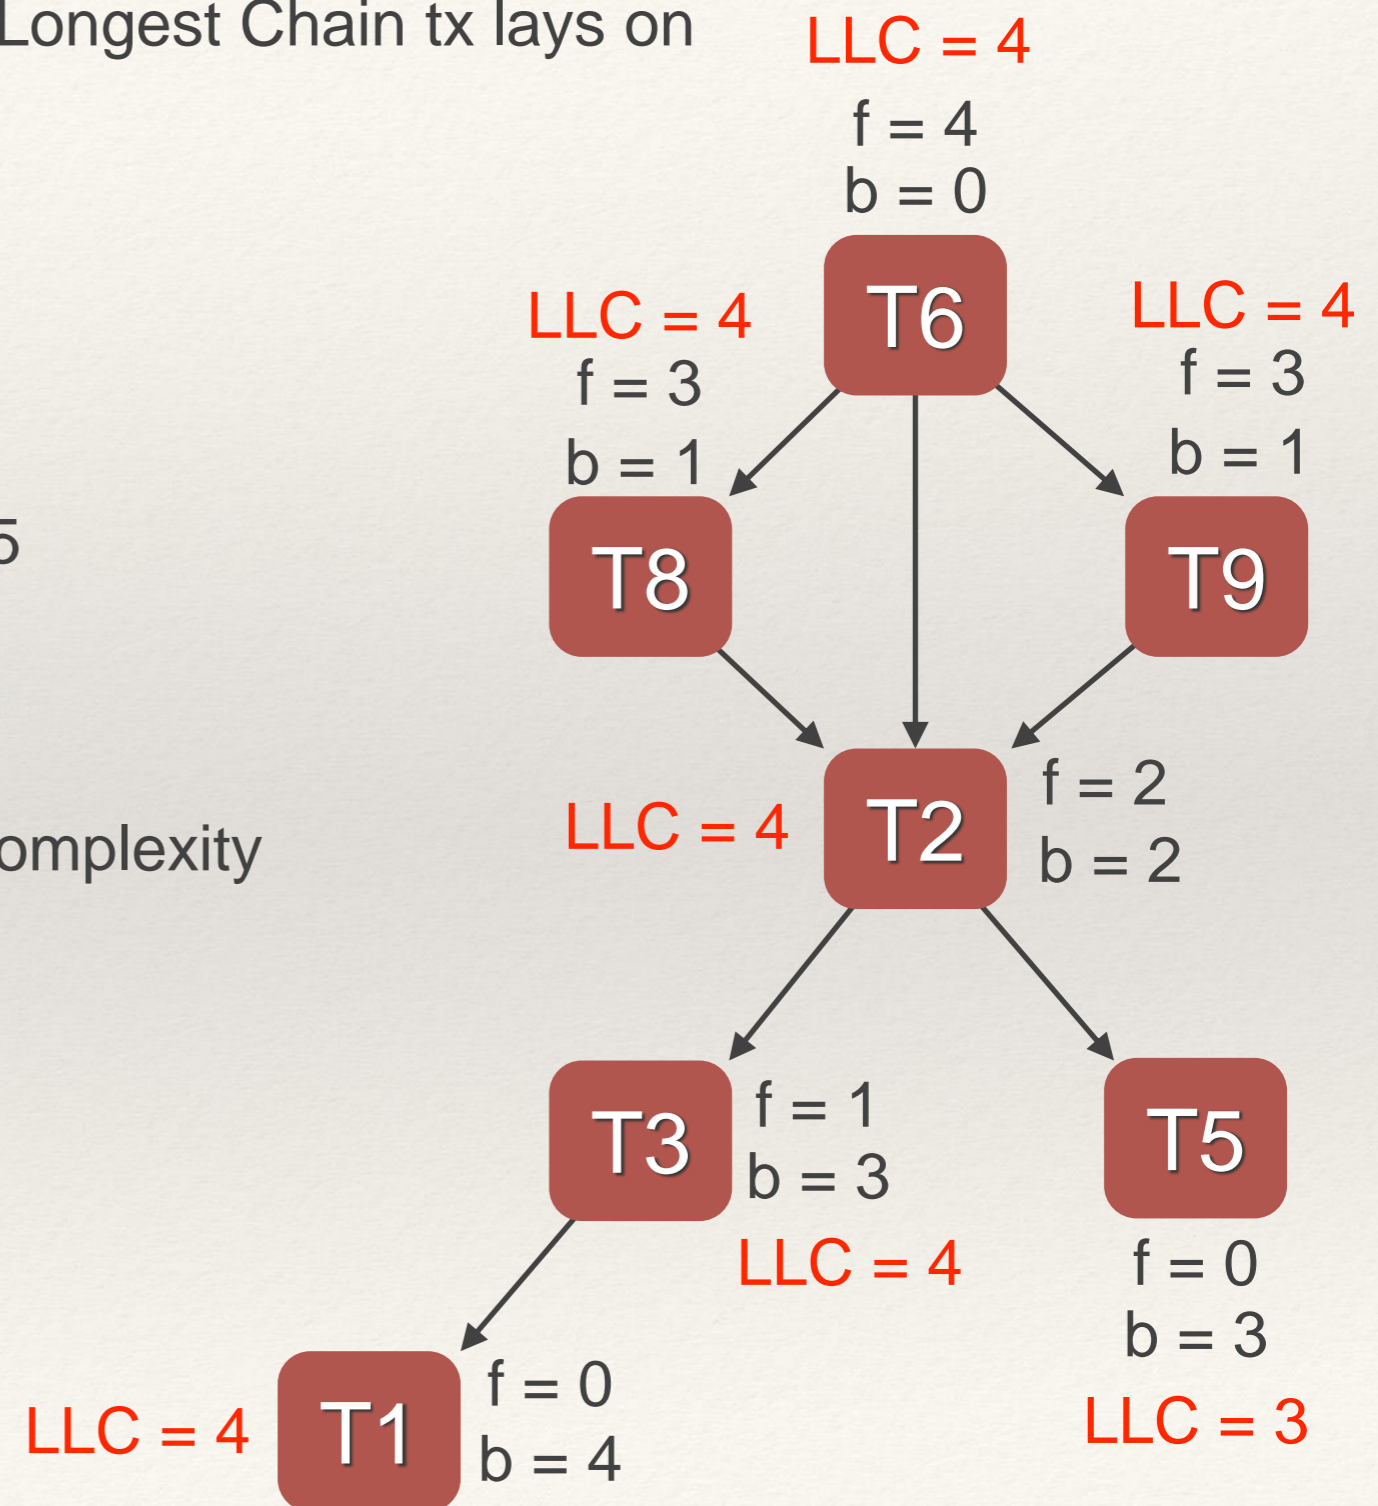 Longest Chain tx lays on
LLC = 4
f = 4
b = 0
T6
LLC = 4
f = 3
b = 1
T8
LLC = 4
f = 3
b = 1
T9
5
LLC = 4
T2
f = 2
b = 2
omplexity
T3
f = 1
b = 3
LLC = 4
T5
f = 0
b = 3
LLC = 3
LLC = 4
T1
f = 0
b = 4